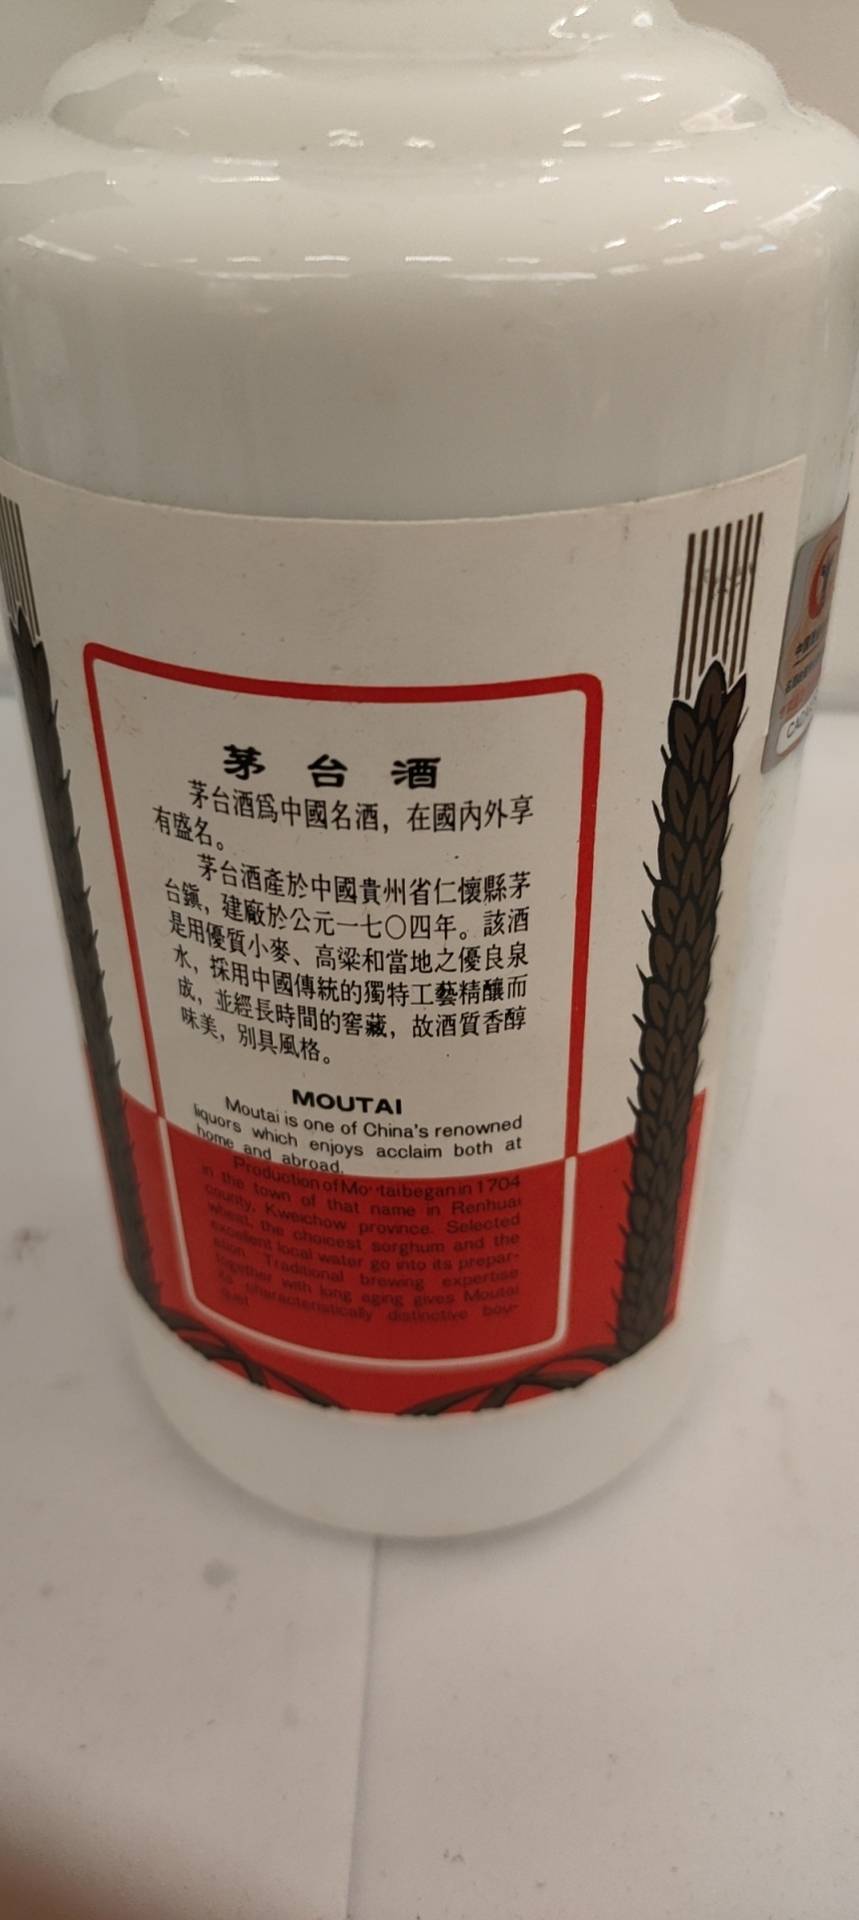 茅台酒
茅台酒爲中國名酒，在國內外享
有盛名。
茅台酒產於中國貴州省仁懷縣茅
台鎮，建廠於公元一七〇四年。該酒
是用優質小麥、高粱和當地之優良泉
水，採用中國傳統的獨特工藝精釀而
成，並經長時間的窖藏，故酒質香醇
味美，別具風格。
MOUTAI
Moutai is one of China's renowned
liquors which enjoys acclaim both at
home and abroad.
Production of Moutai began in 1704
in the town of that name in Renhuai
county, Kweichow province. Selected
wheat, the choicest sorghum and the
excellent local water go into its prepar-
ation. Traditional brewing expertise
together with long aging gives Moutai
its characteristically distinctive bou-
quet